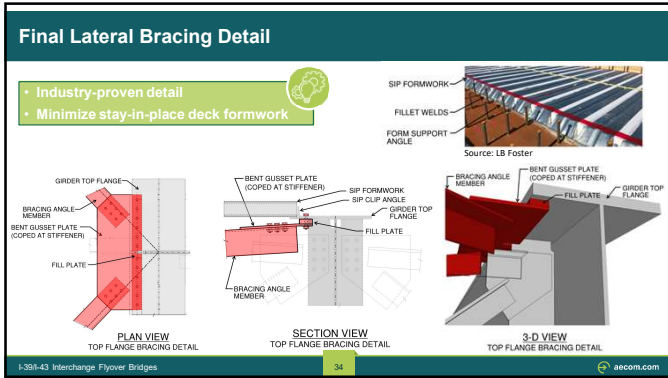 Final Lateral Bracing Detail
• Industry-proven detail
• Minimize stay-in-place deck formwork
SIP FORMWORK
FILLET WELDS
FORM SUPPORT
ANGLE
Source: LB Foster
GIRDER TOP FLANGE
BRACING ANGLE
MEMBER
BENT GUSSET PLATE
(COPED AT STIFFENER)
FILL PLATE
PLAN VIEW
TOP FLANGE BRACING DETAIL
BENT GUSSET PLATE
(COPED AT STIFFENER)
SIP FORMWORK
SIP CLIP ANGLE
GIRDER TOP
FLANGE
FILL PLATE
BRACING ANGLE
MEMBER
SECTION VIEW
TOP FLANGE BRACING DETAIL
BRACING ANGLE
MEMBER
BENT GUSSET PLATE
(COPED AT STIFFENER)
FILL PLATE
GIRDER TOP
FLANGE
3-D VIEW
TOP FLANGE BRACING DETAIL
I-39/I-43 Interchange Flyover Bridges
34
aecom.com